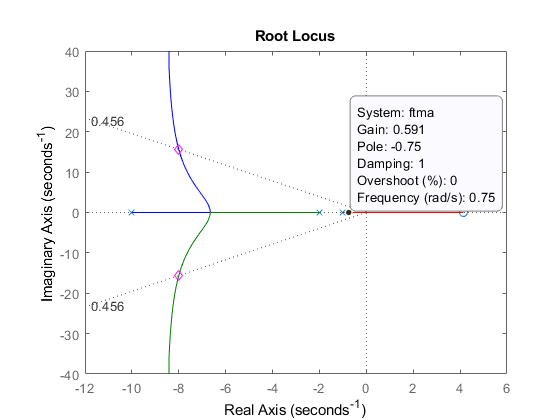 Root Locus
40
30
20
10
0
-10
-20
-30
-40
Imaginary Axis (seconds⁻¹)
0.456
0.456
System: ftma
Gain: 0.591
Pole: -0.75
Damping: 1
Overshoot (%): 0
Frequency (rad/s): 0.75
-12 -10 -8 -6 -4 -2 0 2 4 6
Real Axis (seconds⁻¹)